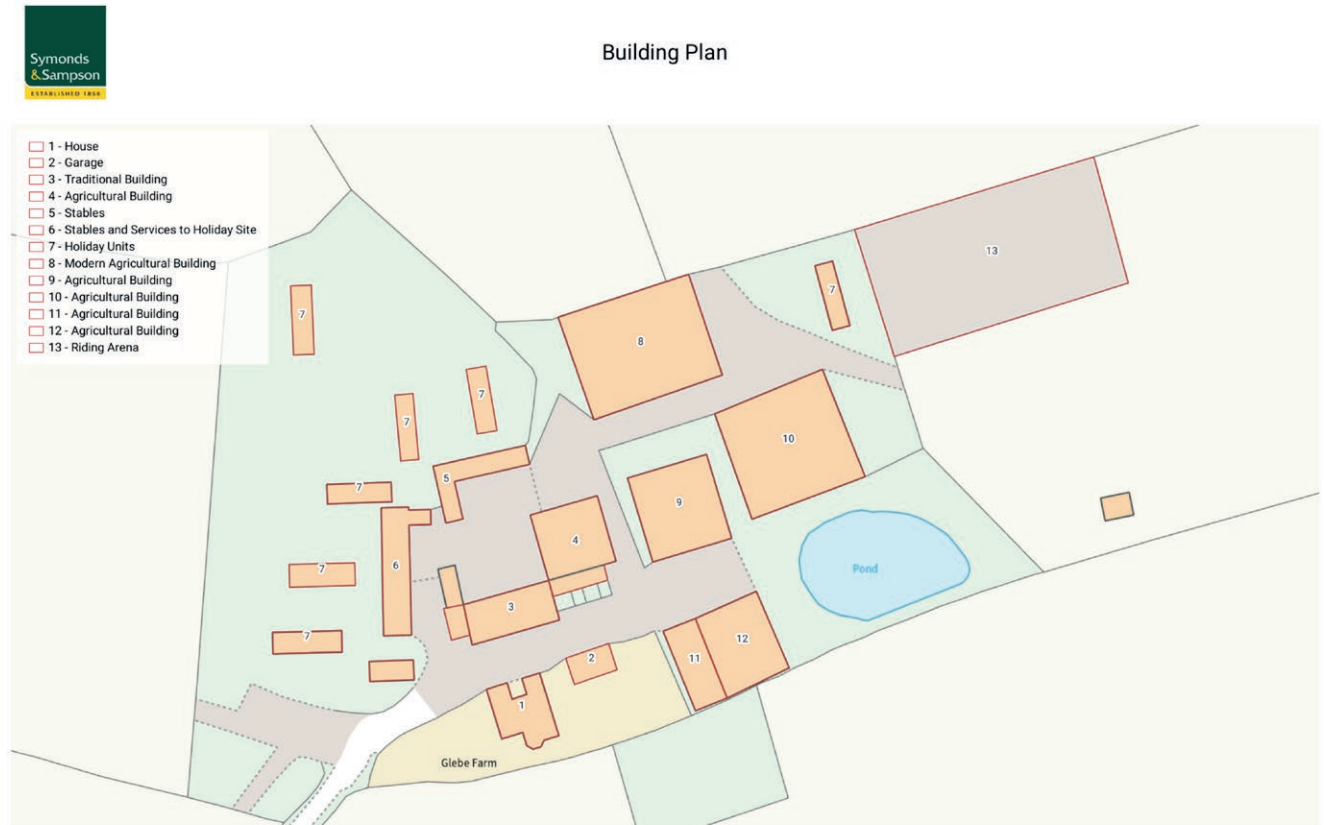 Symonds
& Sampson
ESTABLISHED 1858
Building Plan
1 - House
2 - Garage
3 - Traditional Building
4 - Agricultural Building
5 - Stables
6 - Stables and Services to Holiday Site
7 - Holiday Units
8 - Modern Agricultural Building
9 - Agricultural Building
10 - Agricultural Building
11 - Agricultural Building
12 - Agricultural Building
13 - Riding Arena
13
7
7
8
7
7
10
5
7
9
4
6
Pond
7
3
7
12
2
11
1
Glebe Farm